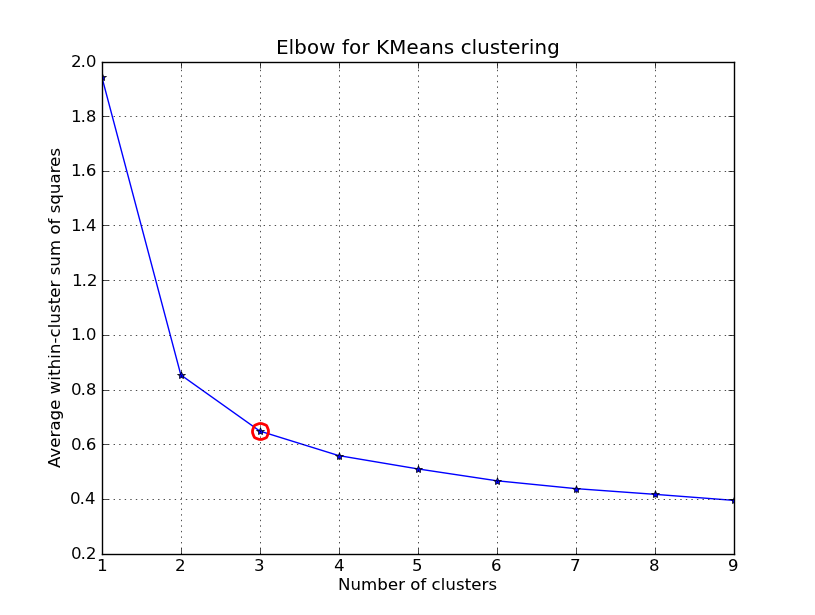 Elbow for KMeans clustering
Average within-cluster sum of squares
2.0
1.8
1.6
1.4
1.2
1.0
0.8
0.6
0.4
0.2
1 2 3 4 5 6 7 8 9
Number of clusters